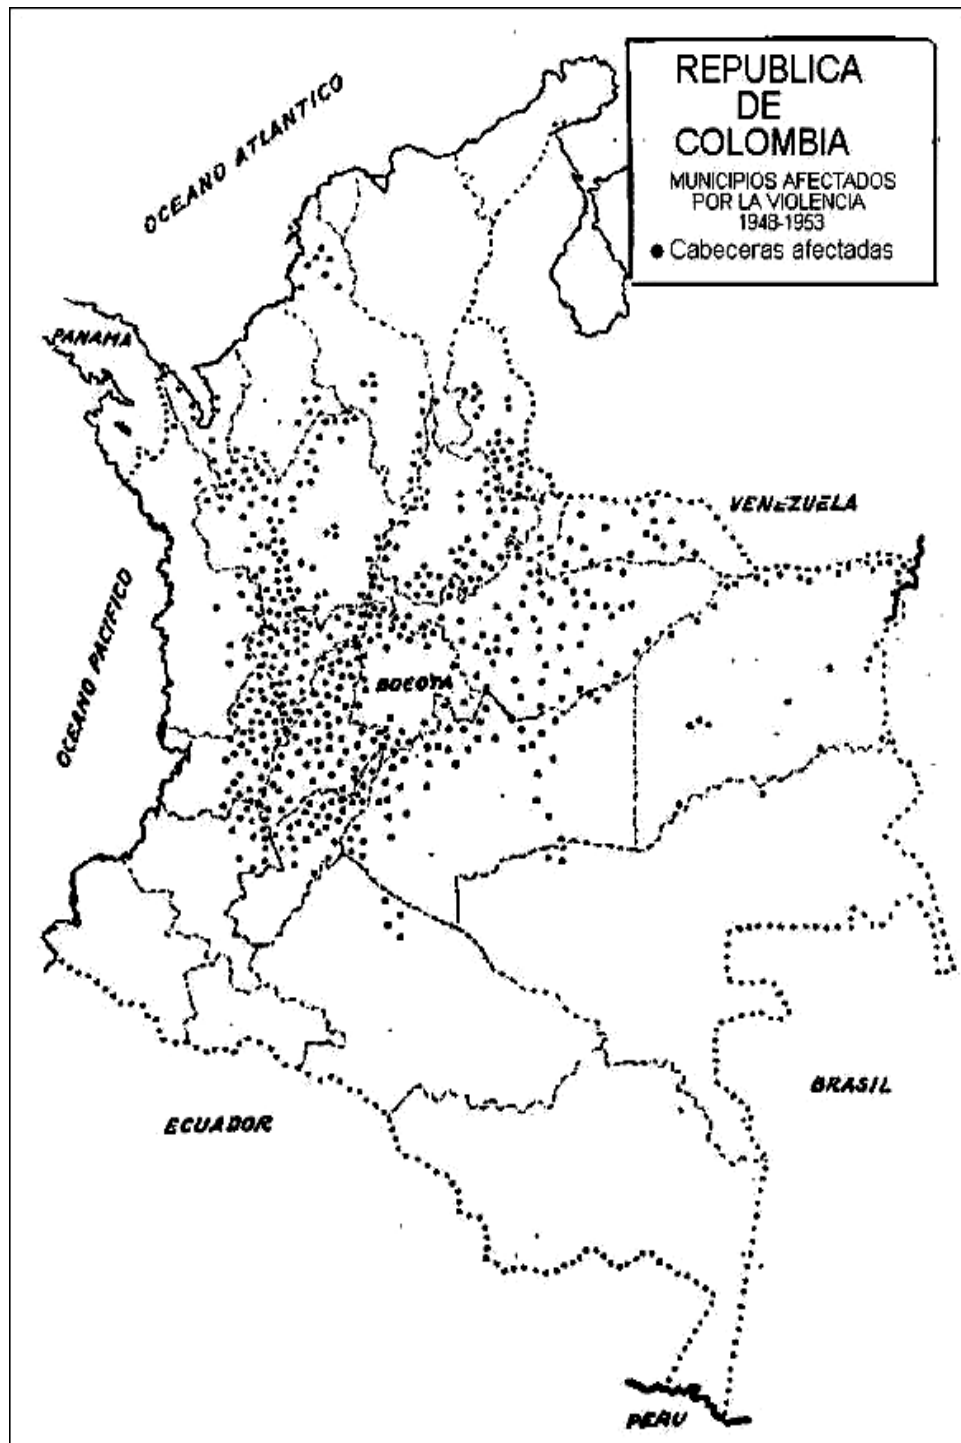 REPUBLICA
DE
COLOMBIA
MUNICIPIOS AFECTADOS
POR LA VIOLENCIA
1948-1953
Cabeceras afectadas
OCEANO ATLANTICO
PANAMA
VENEZUELA
OCEANO PACIFICO
BOGOTA
BRASIL
ECUADOR
PERU